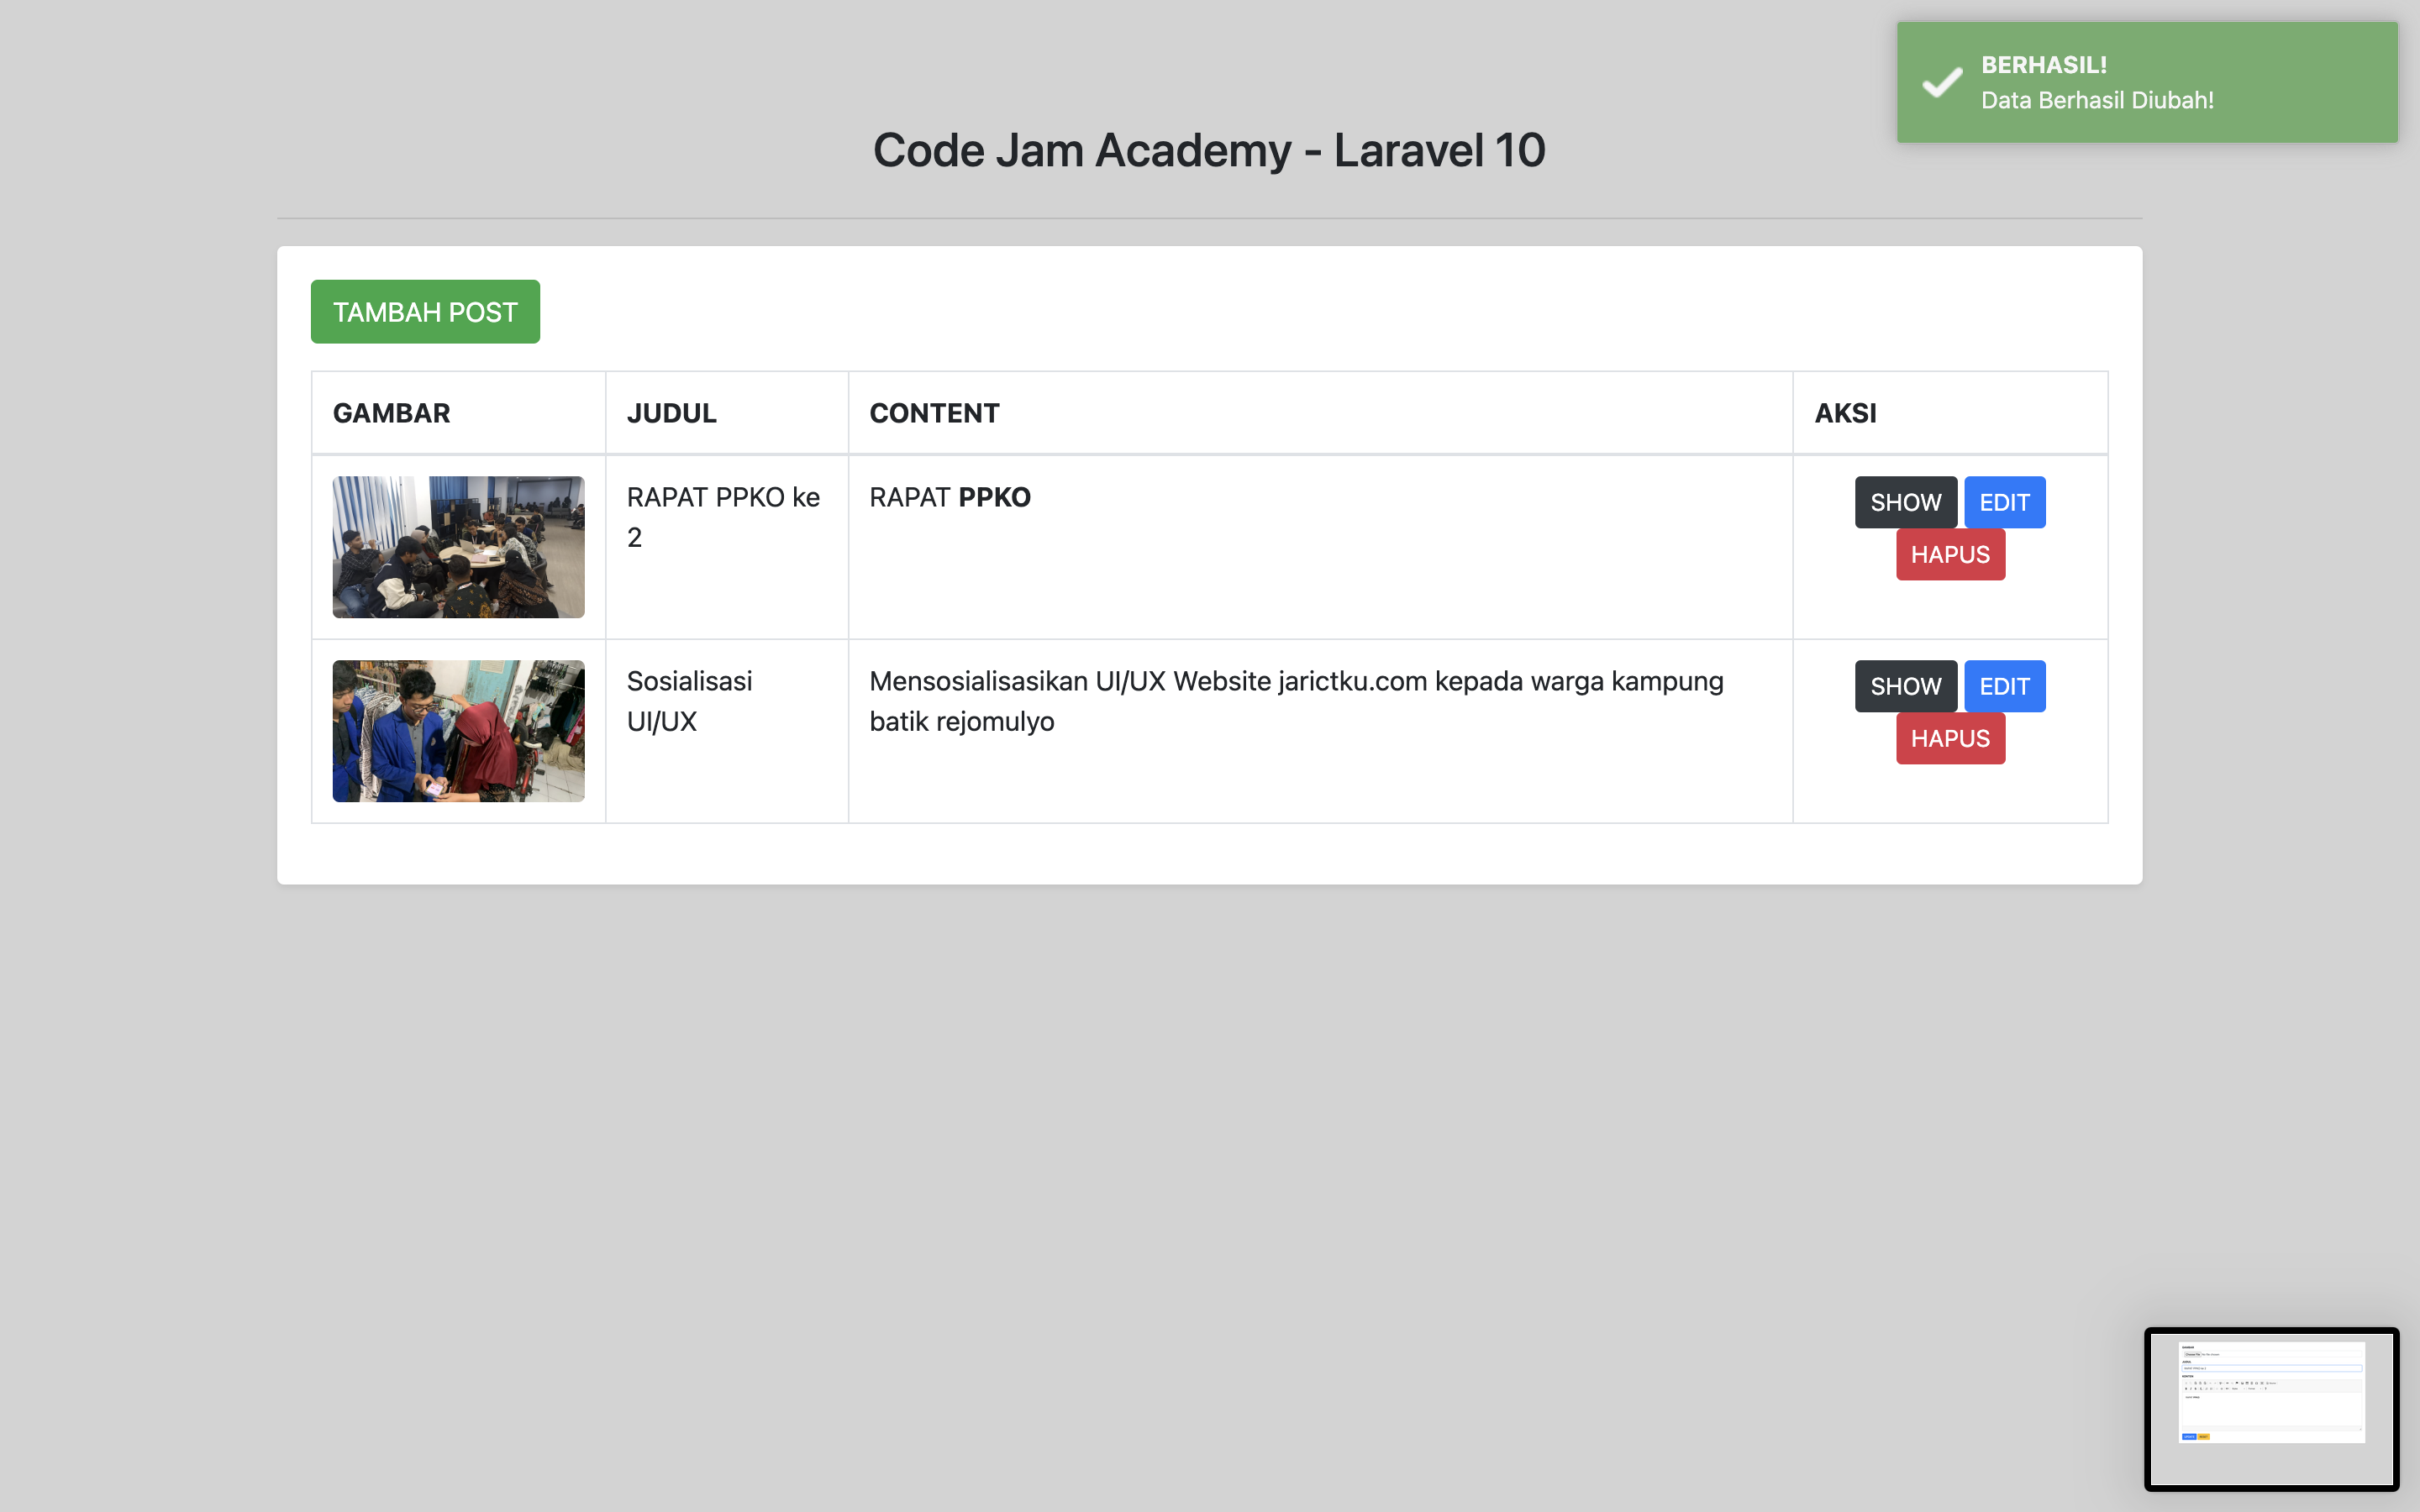 BERHASIL!
Data Berhasil Diubah!
Code Jam Academy - Laravel 10
TAMBAH POST
GAMBAR
JUDUL
CONTENT
AKSI
RAPAT PPKO ke
2
RAPAT PPKO
SHOW
EDIT
HAPUS
Sosialisasi
UI/UX
Mensosialisasikan UI/UX Website jarictku.com kepada warga kampung
batik rejomulyo
SHOW
EDIT
HAPUS